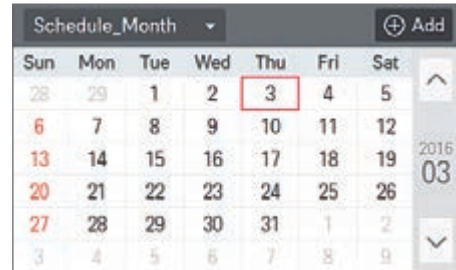 Schedule_Month Add
Sun Mon Tue Wed Thu Fri Sat
28 29 1 2 3 4 5
6 7 8 9 10 11 12
13 14 15 16 17 18 19
2016
03
20 21 22 23 24 25 26
27 28 29 30 31 1 2
3 4 5 6 7 8 9